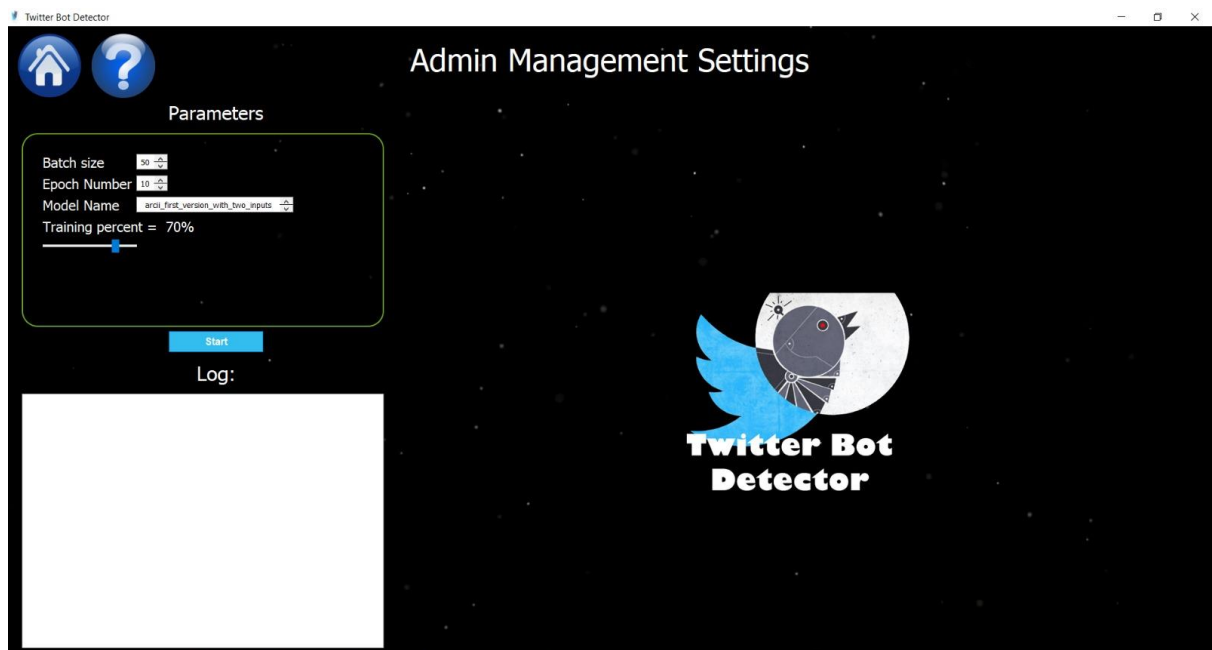 Twitter Bot Detector
Admin Management Settings
Parameters
Batch size 50
Epoch Number 10
Model Name arcii_first_version_with_two_inputs
Training percent = 70%
Start
Log:
Twitter Bot
Detector